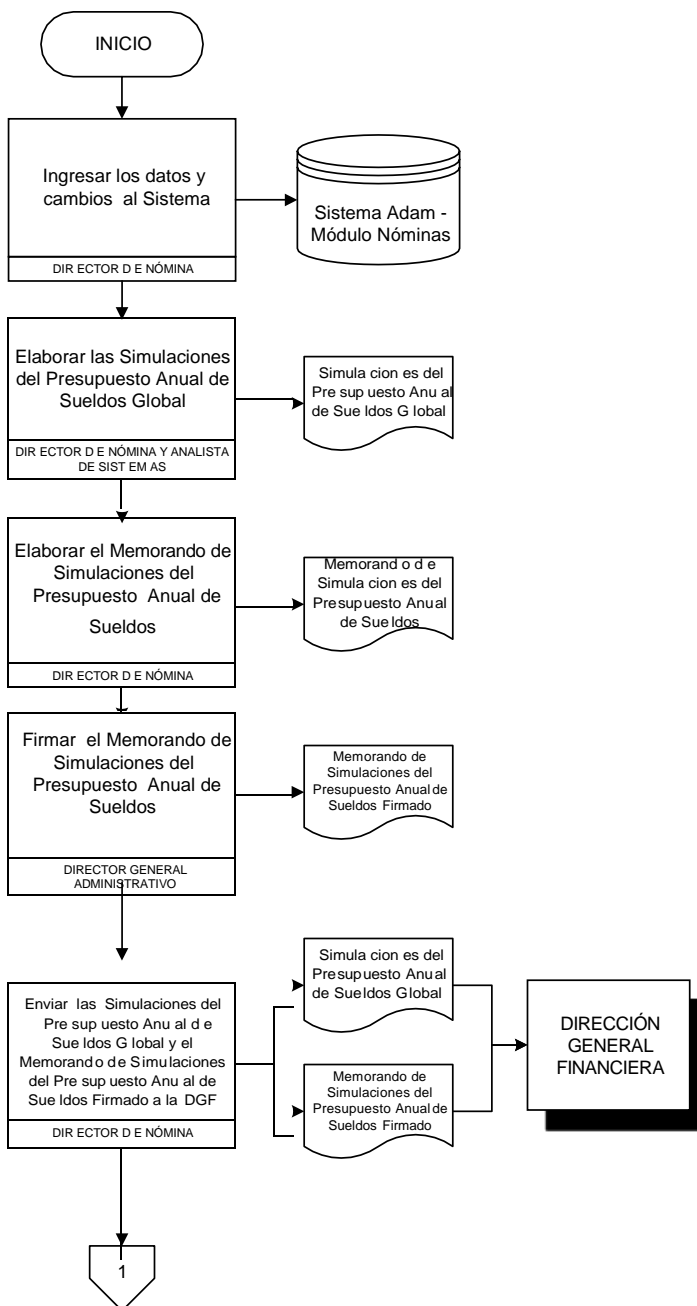 INICIO
Ingresar los datos y
cambios al Sistema
DIR ECTOR D E NÓMINA
Sistema Adam -
Módulo Nóminas
Elaborar las Simulaciones
del Presupuesto Anual de
Sueldos Global
DIR ECTOR D E NÓMINA Y ANALISTA
DE SIST EM AS
Simula cion es del
Pre sup uesto Anu al
de Sue ldos G lobal
Elaborar el Memorando de
Simulaciones del
Presupuesto Anual de
Sueldos
DIR ECTOR D E NÓMINA
Memorand o d e
Simula cion es del
Presupuesto Anual
de Sue ldos
Firmar el Memorando de
Simulaciones del
Presupuesto Anual de
Sueldos
DIRECTOR GENERAL
ADMINISTRATIVO
Memorando de
Simulaciones del
Presupuesto Anual de
Sueldos Firmado
Enviar las Simulaciones del
Pre sup uesto Anu al d e
Sue ldos G lobal y el
Memorand o de Simulaciones
del Pre sup uesto Anu al de
Sue ldos Firmado a la DGF
DIR ECTOR D E NÓMINA
Simula cion es del
Presupuesto Anual
de Sueldos Global
Memorando de
Simulaciones del
Presupuesto Anual de
Sueldos Firmado
DIRECCIÓN
GENERAL
FINANCIERA
1